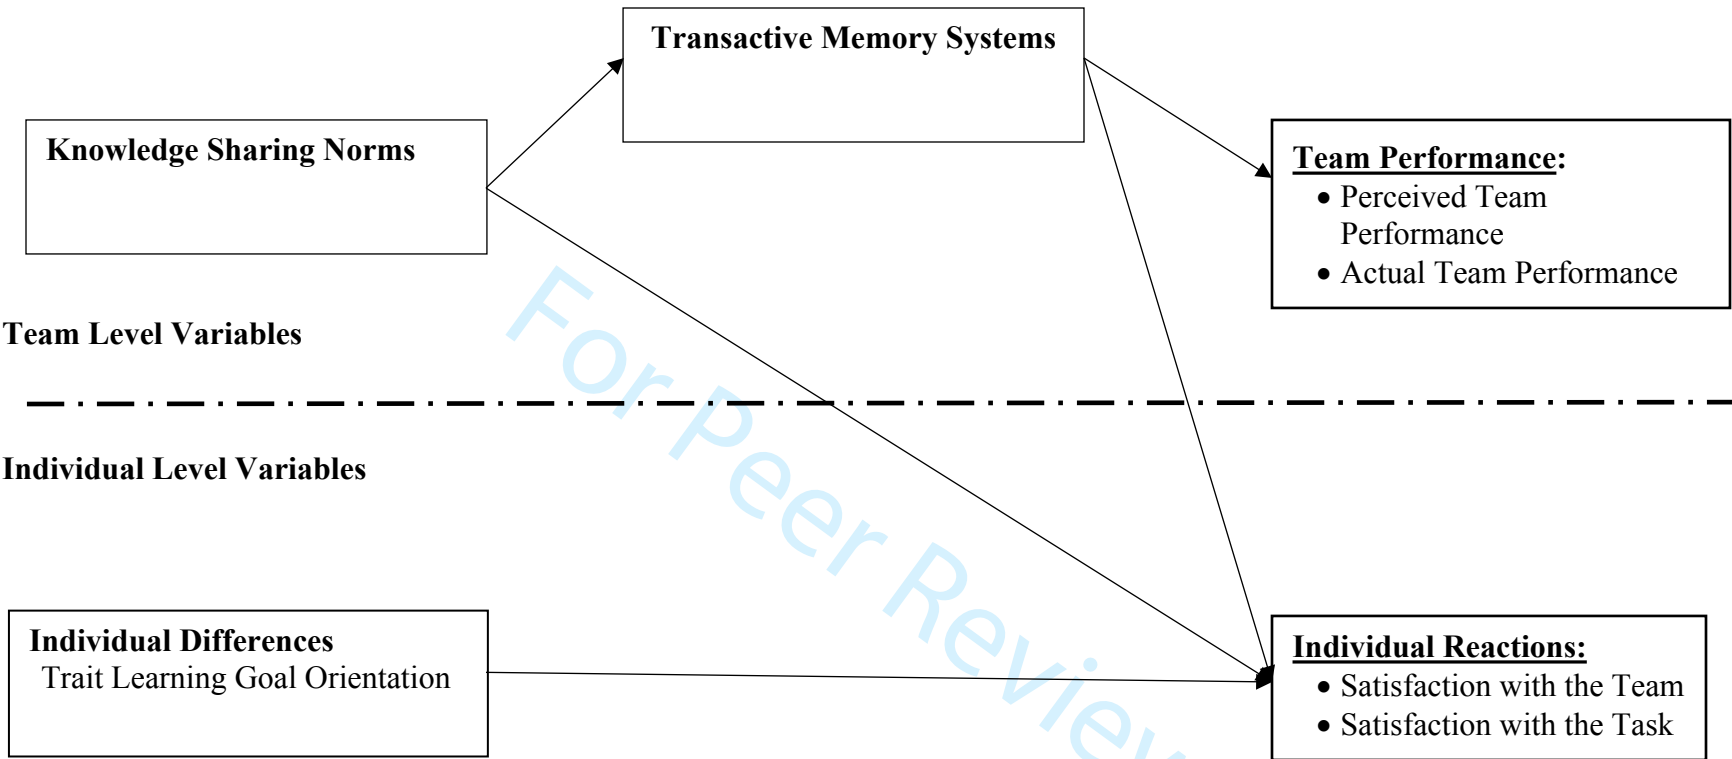 Transactive Memory Systems
Knowledge Sharing Norms
Team Performance:
• Perceived Team
Performance
• Actual Team Performance
Team Level Variables
Individual Level Variables
Individual Differences
Trait Learning Goal Orientation
Individual Reactions:
• Satisfaction with the Team
• Satisfaction with the Task
For Peer Review